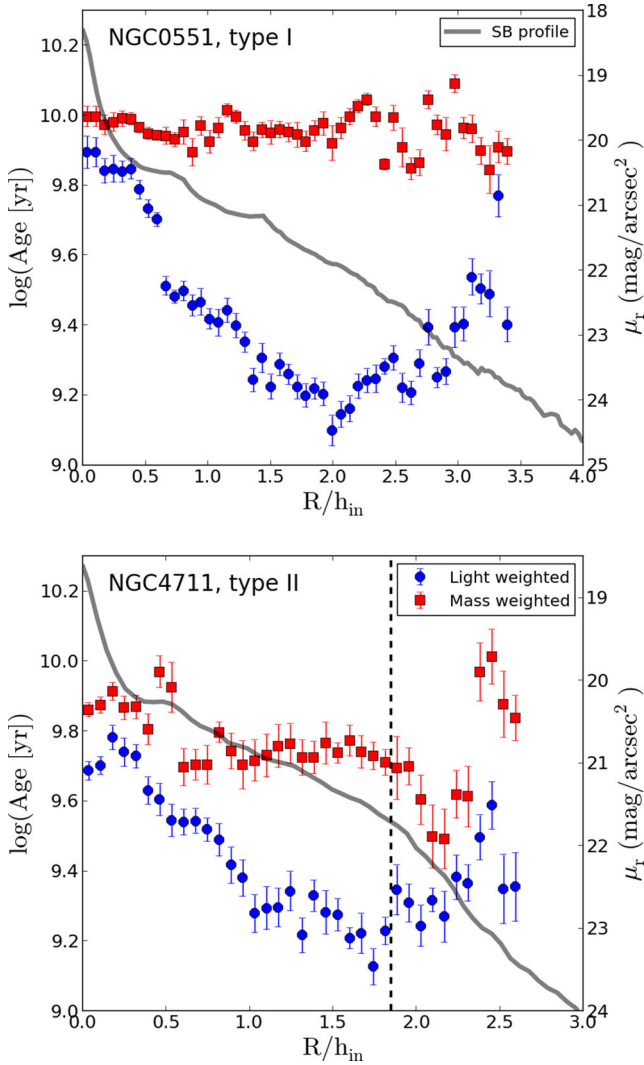 NGC0551, type I
SB profile
10.2
10.0
9.8
9.6
9.4
9.2
9.0
log(Age [yr])
18
19
20
21
22
23
24
25
μr (mag/arcsec²)
0.0 0.5 1.0 1.5 2.0 2.5 3.0 3.5 4.0
R/hin
NGC4711, type II
Light weighted
Mass weighted
10.2
10.0
9.8
9.6
9.4
9.2
9.0
log(Age [yr])
19
20
21
22
23
24
μr (mag/arcsec²)
0.0 0.5 1.0 1.5 2.0 2.5 3.0
R/hin